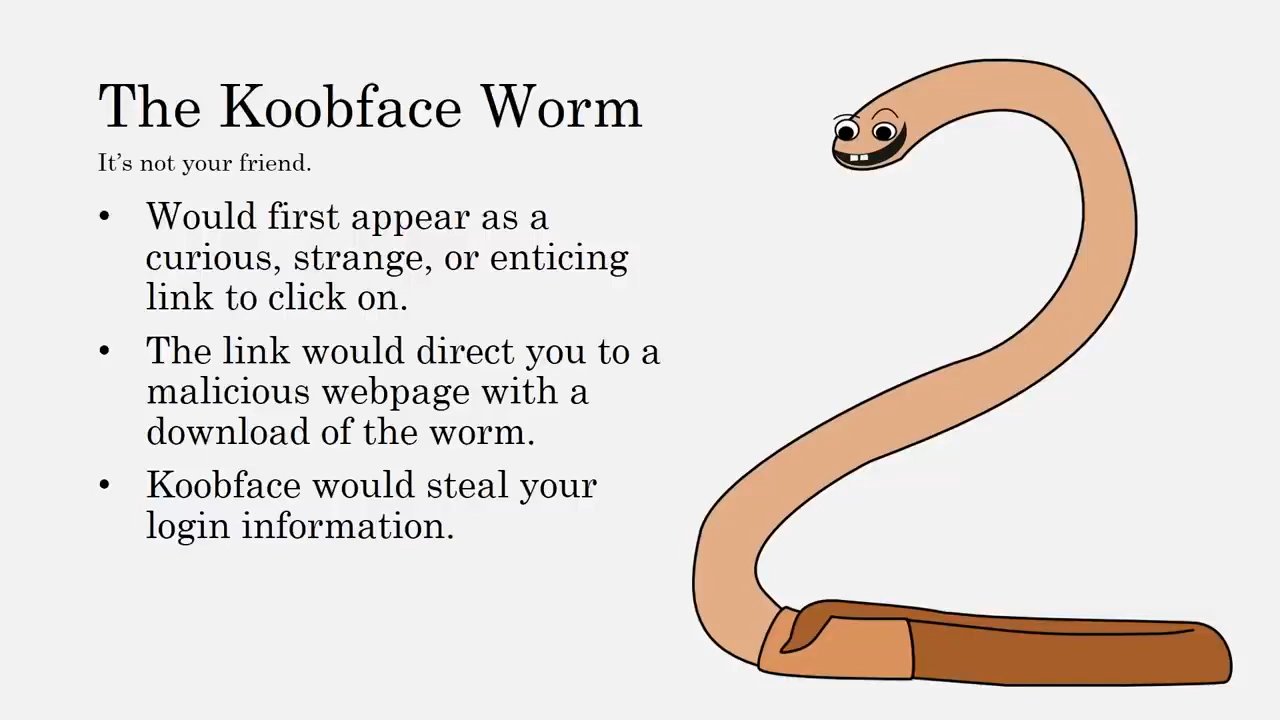 The Koobface Worm
It’s not your friend.
• Would first appear as a
curious, strange, or enticing
link to click on.
• The link would direct you to a
malicious webpage with a
download of the worm.
• Koobface would steal your
login information.